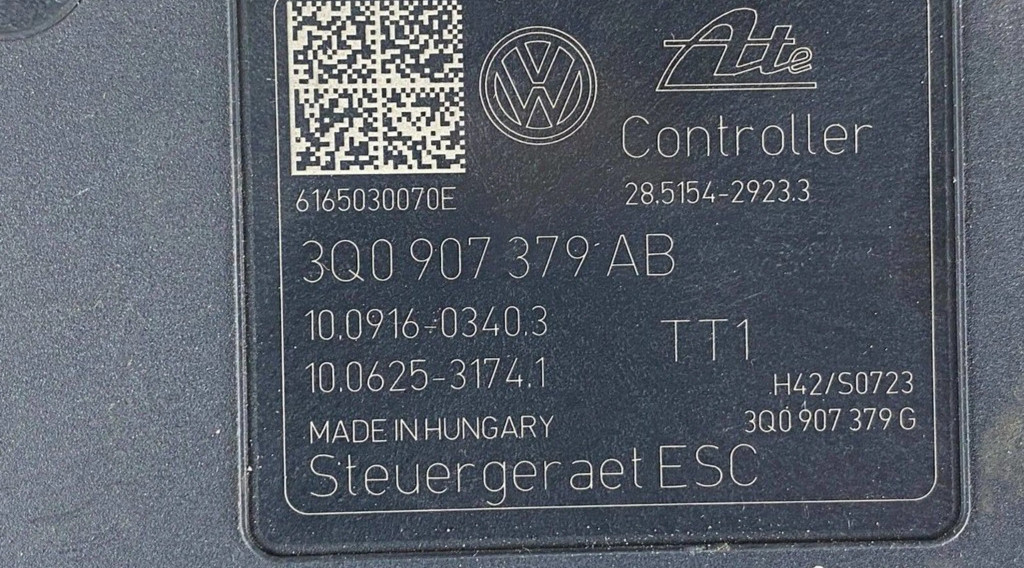 Ate
Controller
6165030070E
28.5154-2923.3
3Q0 907 379 AB
10.0916-0340.3
TT1
10.0625-3174.1
H42/S0723
3Q0 907 379 G
MADE IN HUNGARY
Steuergeraet ESC